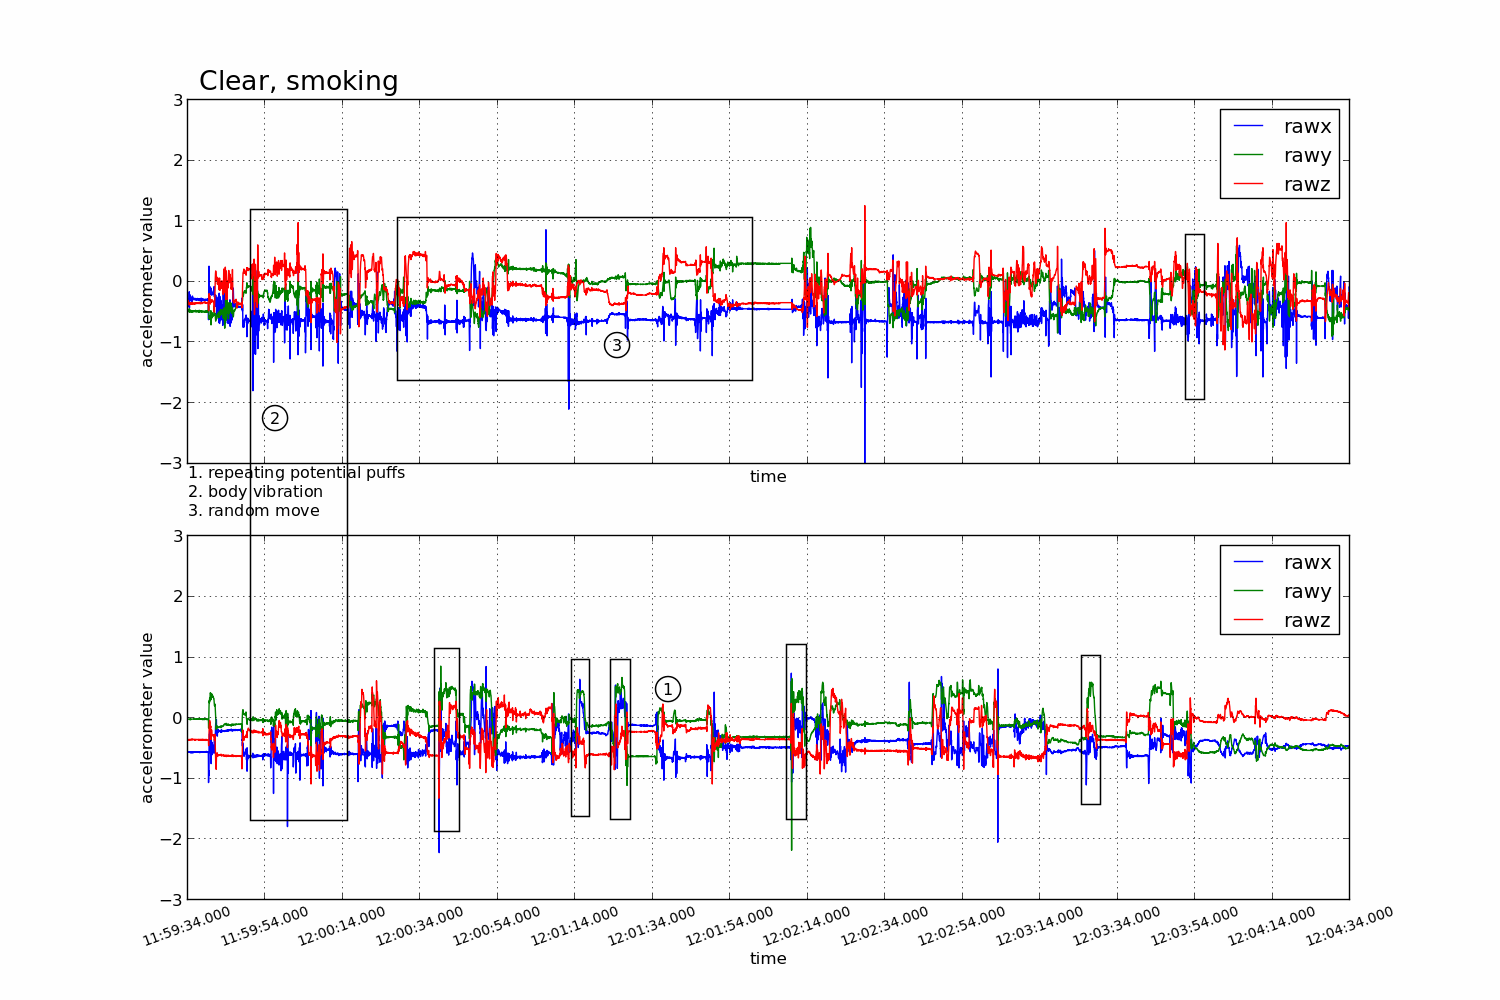 Clear, smoking
3
2
1
0
−1
−2
−3
accelerometer value
rawx
rawy
rawz
3
2
time
1. repeating potential puffs
2. body vibration
3. random move
3
2
1
0
−1
−2
−3
accelerometer value
rawx
rawy
rawz
1
11:59:34.000
11:59:54.000
12:00:14.000
12:00:34.000
12:00:54.000
12:01:14.000
12:01:34.000
12:01:54.000
12:02:14.000
12:02:34.000
12:02:54.000
12:03:14.000
12:03:34.000
12:03:54.000
12:04:14.000
12:04:34.000
time